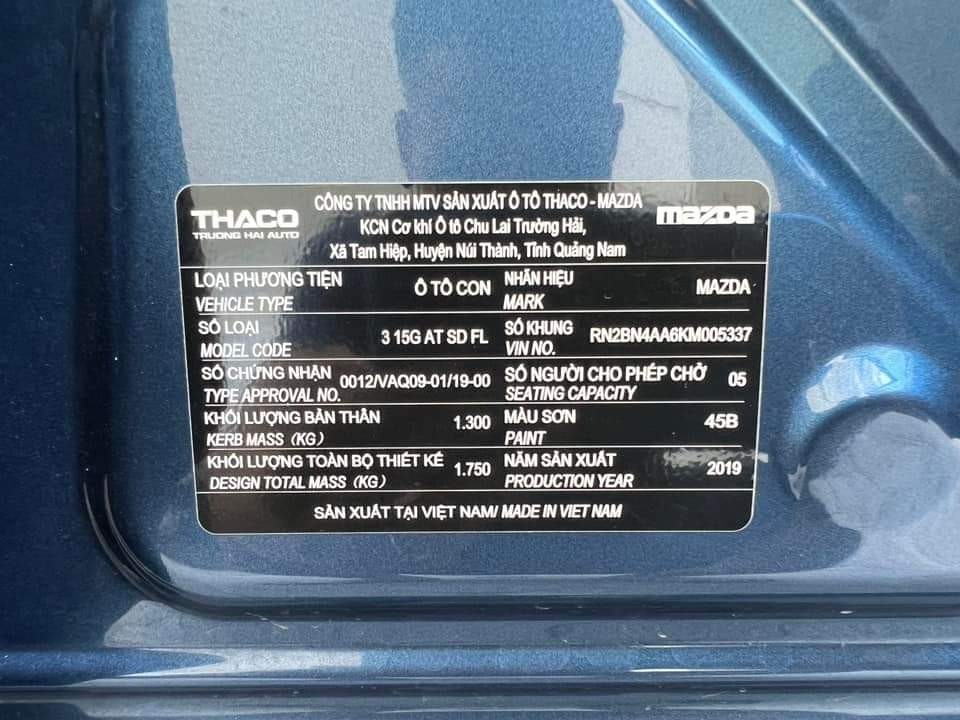 THACO
TRUONG HAI AUTO
CÔNG TY TNHH MTV SẢN XUẤT Ô TÔ THACO - MAZDA
KCN Cơ khí Ô tô Chu Lai Trường Hải,
Xã Tam Hiệp, Huyện Núi Thành, Tỉnh Quảng Nam
mazda
LOẠI PHƯƠNG TIỆN
VEHICLE TYPE
Ô TÔ CON
NHÃN HIỆU
MARK
MAZDA
SỐ LOẠI
MODEL CODE
3 15G AT SD FL
SỐ KHUNG
VIN NO.
RN2BN4AA6KM005337
SỐ CHỨNG NHẬN
TYPE APPROVAL NO.
0012/VAQ09-01/19-00
SỐ NGƯỜI CHO PHÉP CHỞ
SEATING CAPACITY
05
KHỐI LƯỢNG BẢN THÂN
KERB MASS (KG)
1.300
MÀU SƠN
PAINT
45B
KHỐI LƯỢNG TOÀN BỘ THIẾT KẾ
DESIGN TOTAL MASS (KG)
1.750
NĂM SẢN XUẤT
PRODUCTION YEAR
2019
SẢN XUẤT TẠI VIỆT NAM/ MADE IN VIET NAM